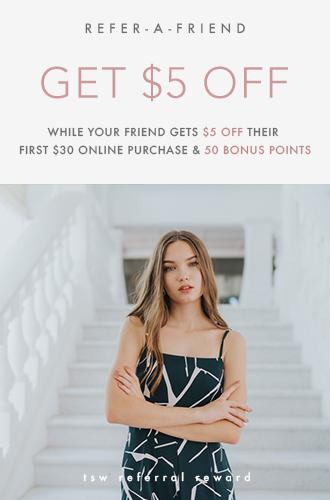 REFER-A-FRIEND
GET $5 OFF
WHILE YOUR FRIEND GETS $5 OFF THEIR
FIRST $30 ONLINE PURCHASE & 50 BONUS POINTS
tsw referral reward